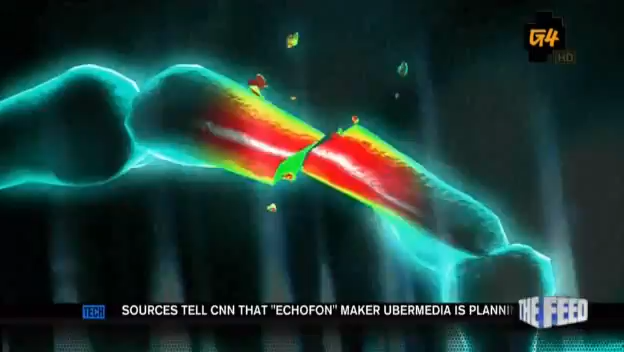 G4
HD
TECH SOURCES TELL CNN THAT "ECHOFON" MAKER UBERMEDIA IS PLANNI
THE FEED